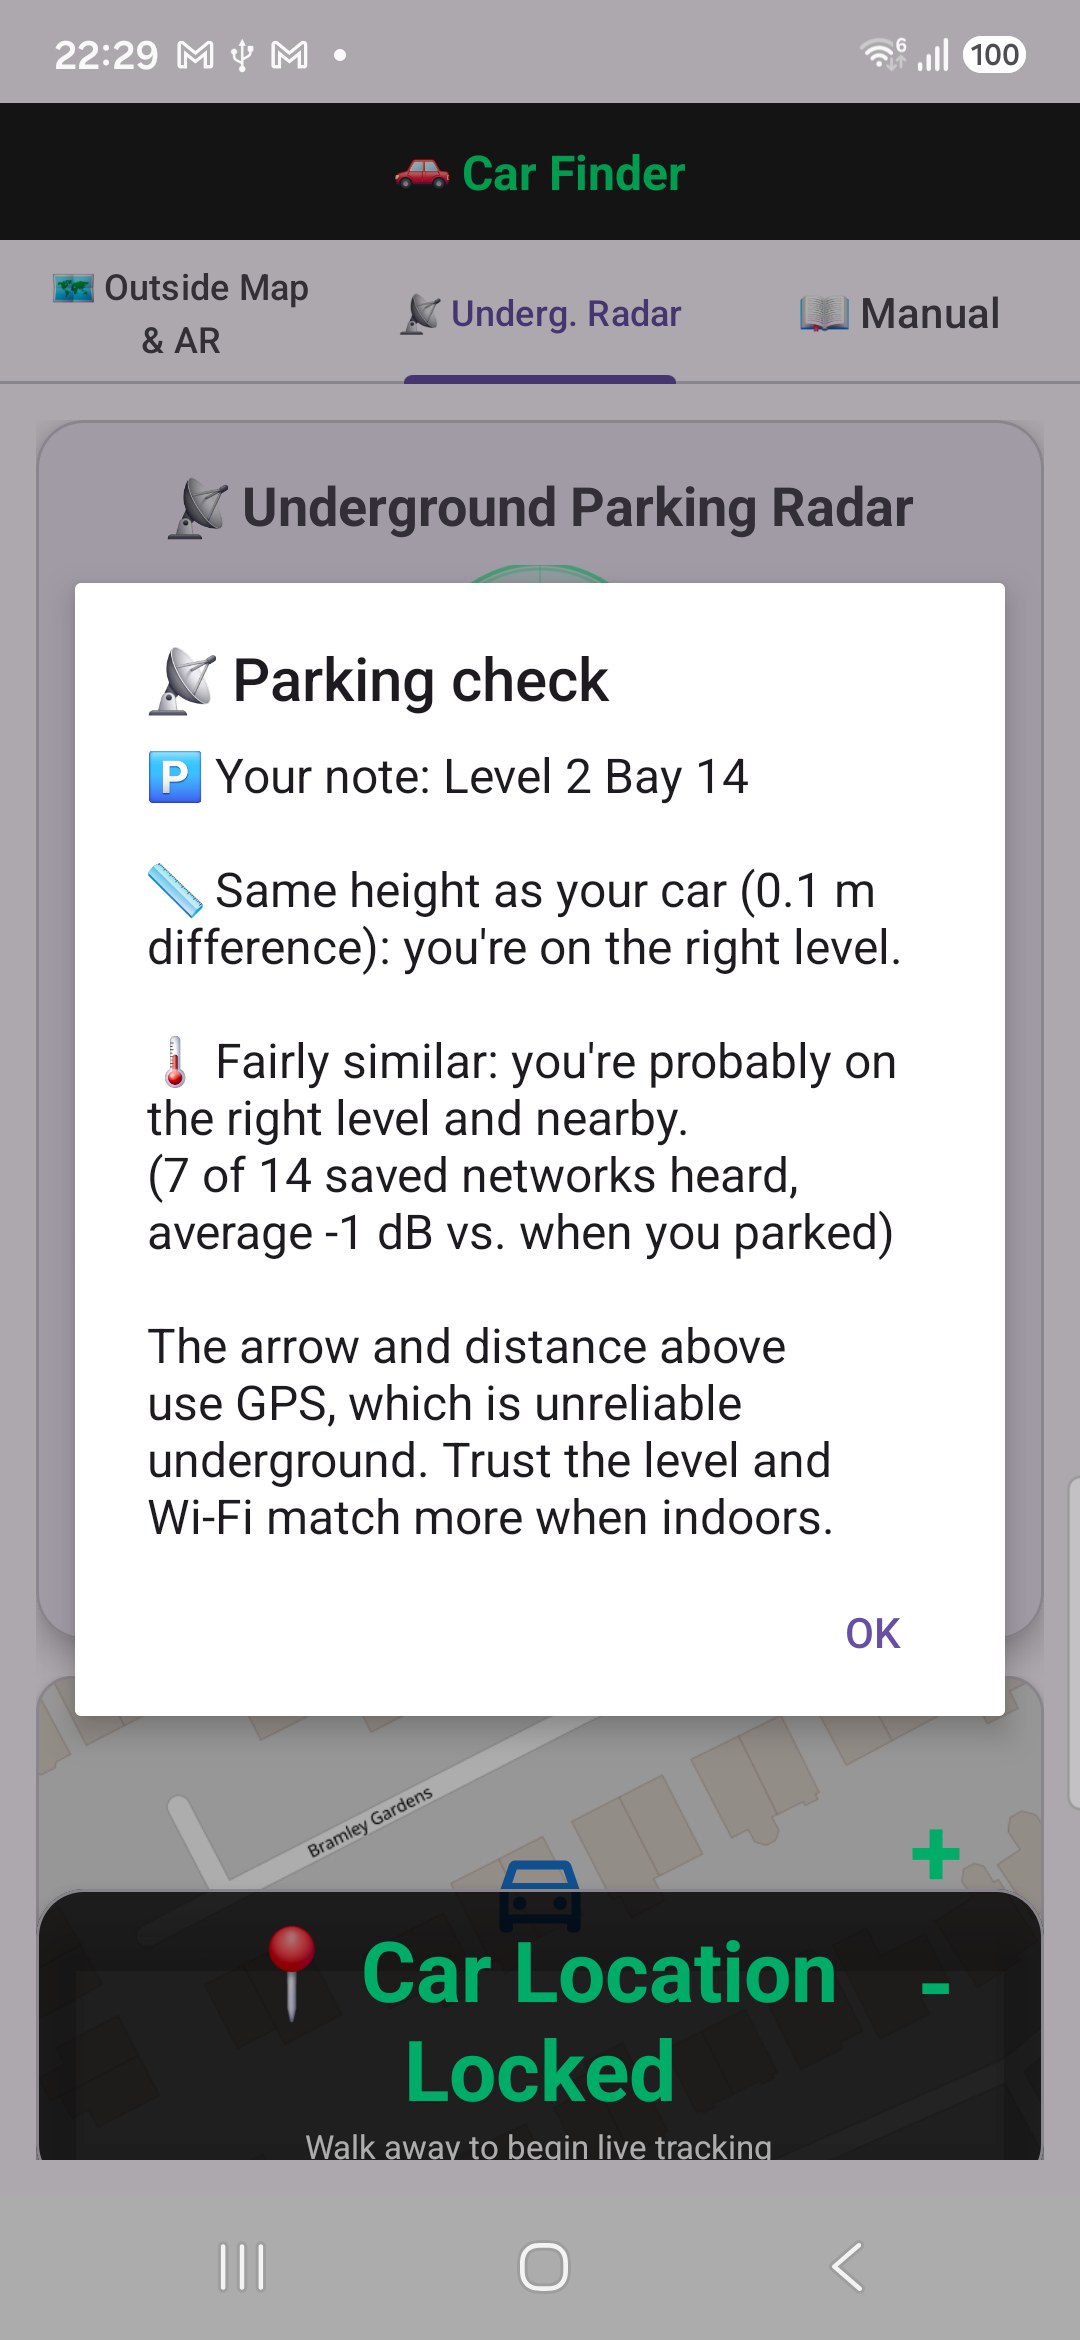 22:29
6
100
Car Finder
Outside Map
& AR
Underg. Radar
Manual
Underground Parking Radar
Parking check
P Your note: Level 2 Bay 14
Same height as your car (0.1 m
difference): you're on the right level.
Fairly similar: you're probably on
the right level and nearby.
(7 of 14 saved networks heard,
average -1 dB vs. when you parked)
The arrow and distance above
use GPS, which is unreliable
underground. Trust the level and
Wi-Fi match more when indoors.
OK
Bramley Gardens
+
Car Location
Locked
-
Walk away to begin live tracking